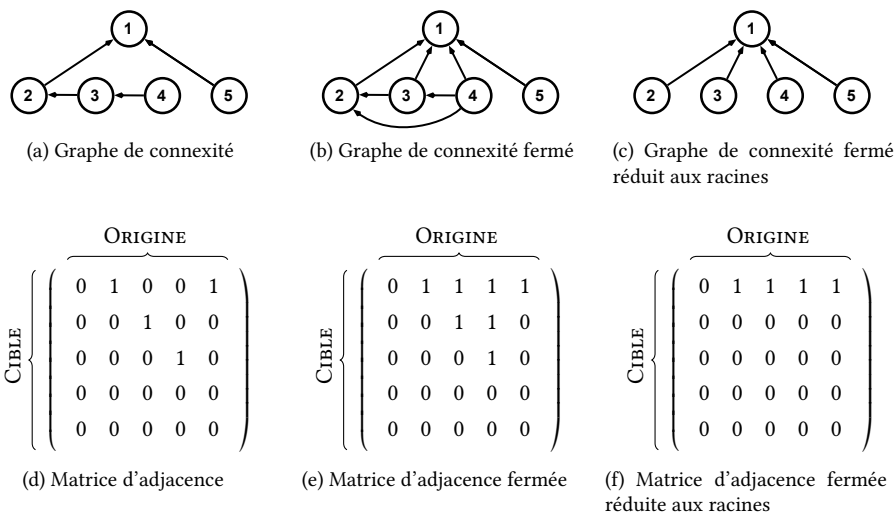 1
2 3 4 5
1
2 3 4 5
1
2 3 4 5
(a) Graphe de connexité
(b) Graphe de connexité fermé
(c) Graphe de connexité fermé
réduit aux racines
ORIGINE
CIBLE
0 1 0 0 1
0 0 1 0 0
0 0 0 1 0
0 0 0 0 0
0 0 0 0 0
(d) Matrice d'adjacence
ORIGINE
CIBLE
0 1 1 1 1
0 0 1 1 0
0 0 0 1 0
0 0 0 0 0
0 0 0 0 0
(e) Matrice d'adjacence fermée
ORIGINE
CIBLE
0 1 1 1 1
0 0 0 0 0
0 0 0 0 0
0 0 0 0 0
0 0 0 0 0
(f) Matrice d'adjacence fermée
réduite aux racines